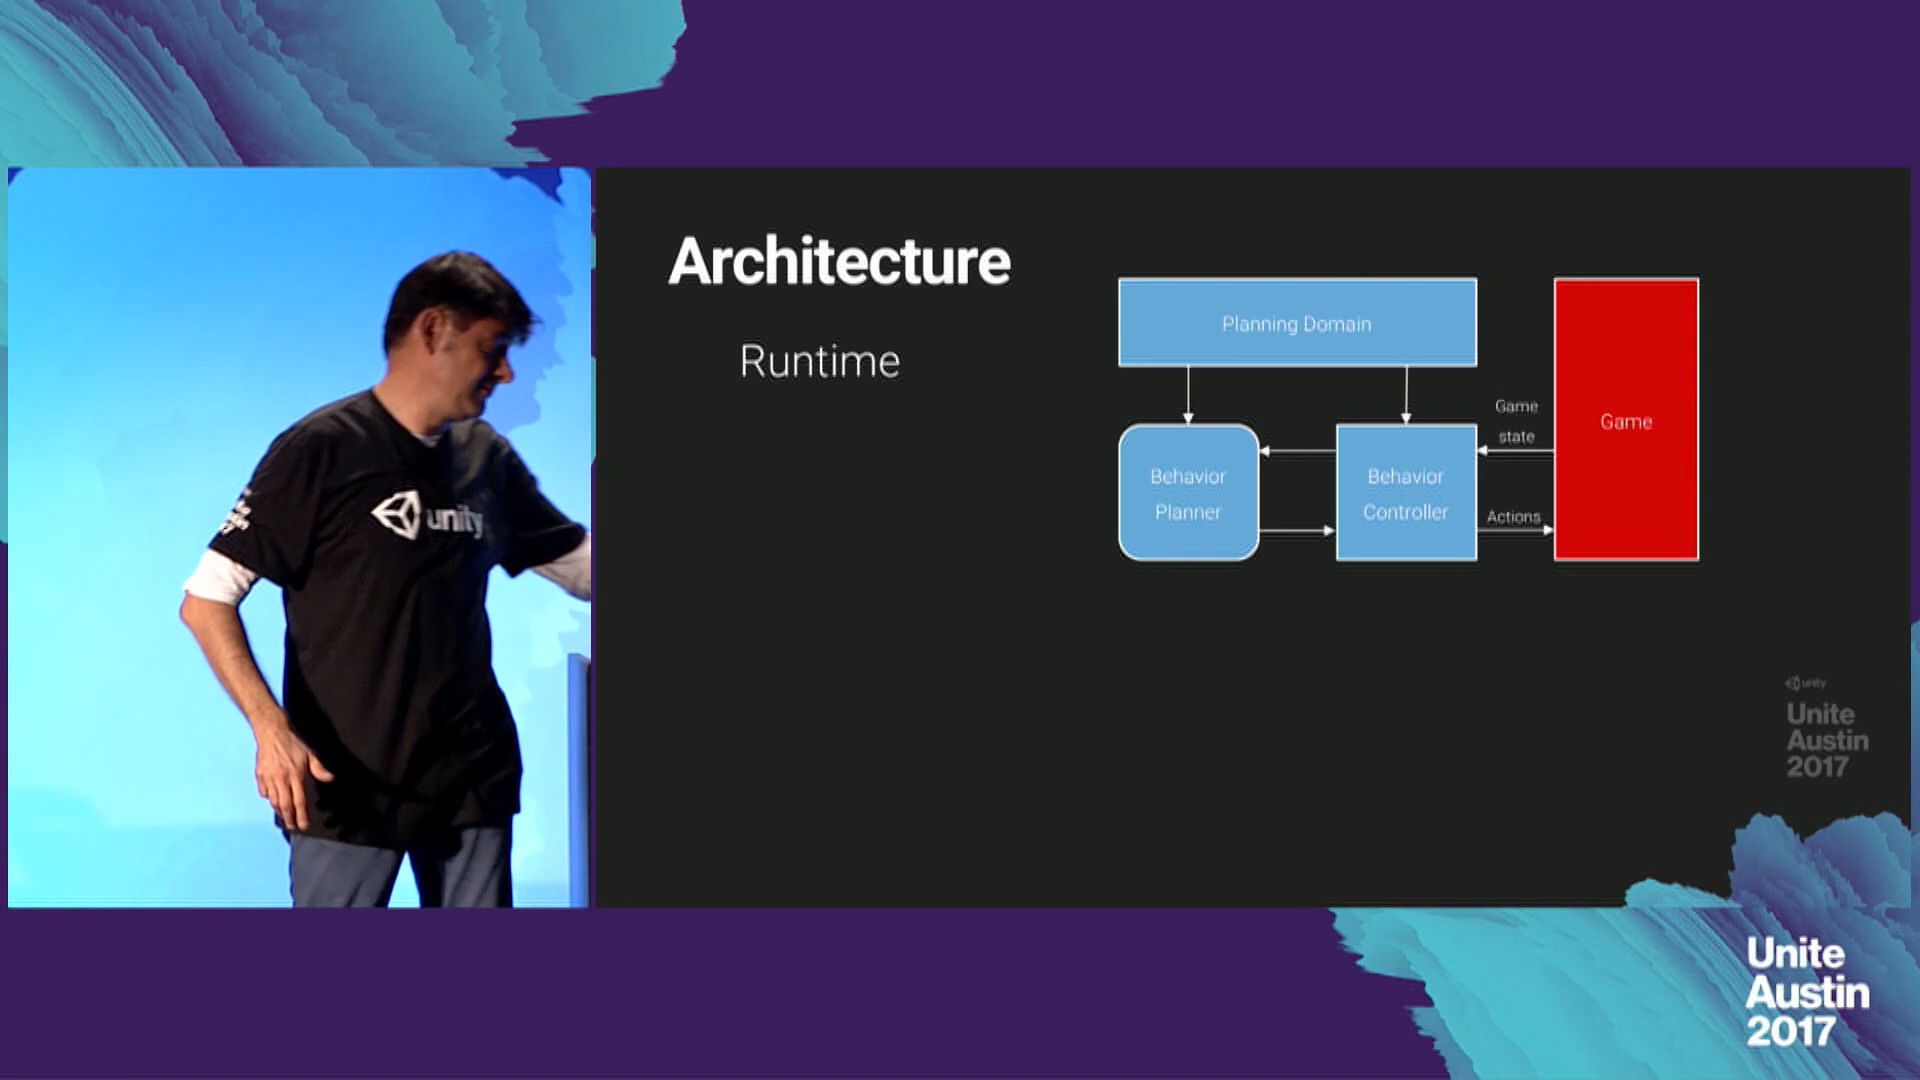 Architecture
Runtime
Planning Domain
Behavior
Planner
Behavior
Controller
Game
state
Actions
Game
unity
unity
Unite
Austin
2017
Unite
Austin
2017